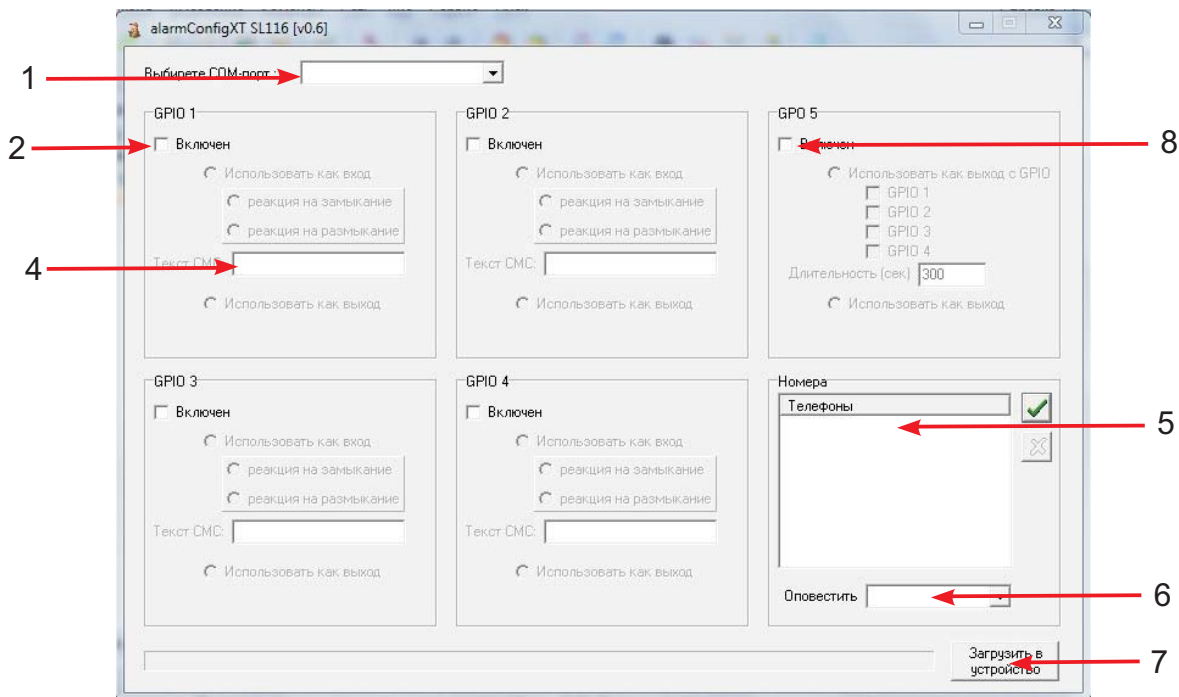 alarmConfigXT SL116 [v0.6]
1
Выбирете COM-порт :
GPIO 1
2
Включен
Использовать как вход
реакция на замыкание
реакция на размыкание
4
Текст СМС:
Использовать как выход
GPIO 2
Включен
Использовать как вход
реакция на замыкание
реакция на размыкание
Текст СМС:
Использовать как выход
GPO 5
Включен
8
Использовать как выход с GPIO
GPIO 1
GPIO 2
GPIO 3
GPIO 4
Длительность (сек) 300
Использовать как выход
GPIO 3
Включен
Использовать как вход
реакция на замыкание
реакция на размыкание
Текст СМС:
Использовать как выход
GPIO 4
Включен
Использовать как вход
реакция на замыкание
реакция на размыкание
Текст СМС:
Использовать как выход
Номера
Телефоны
5
Оповестить
6
Загрузить в
устройство
7